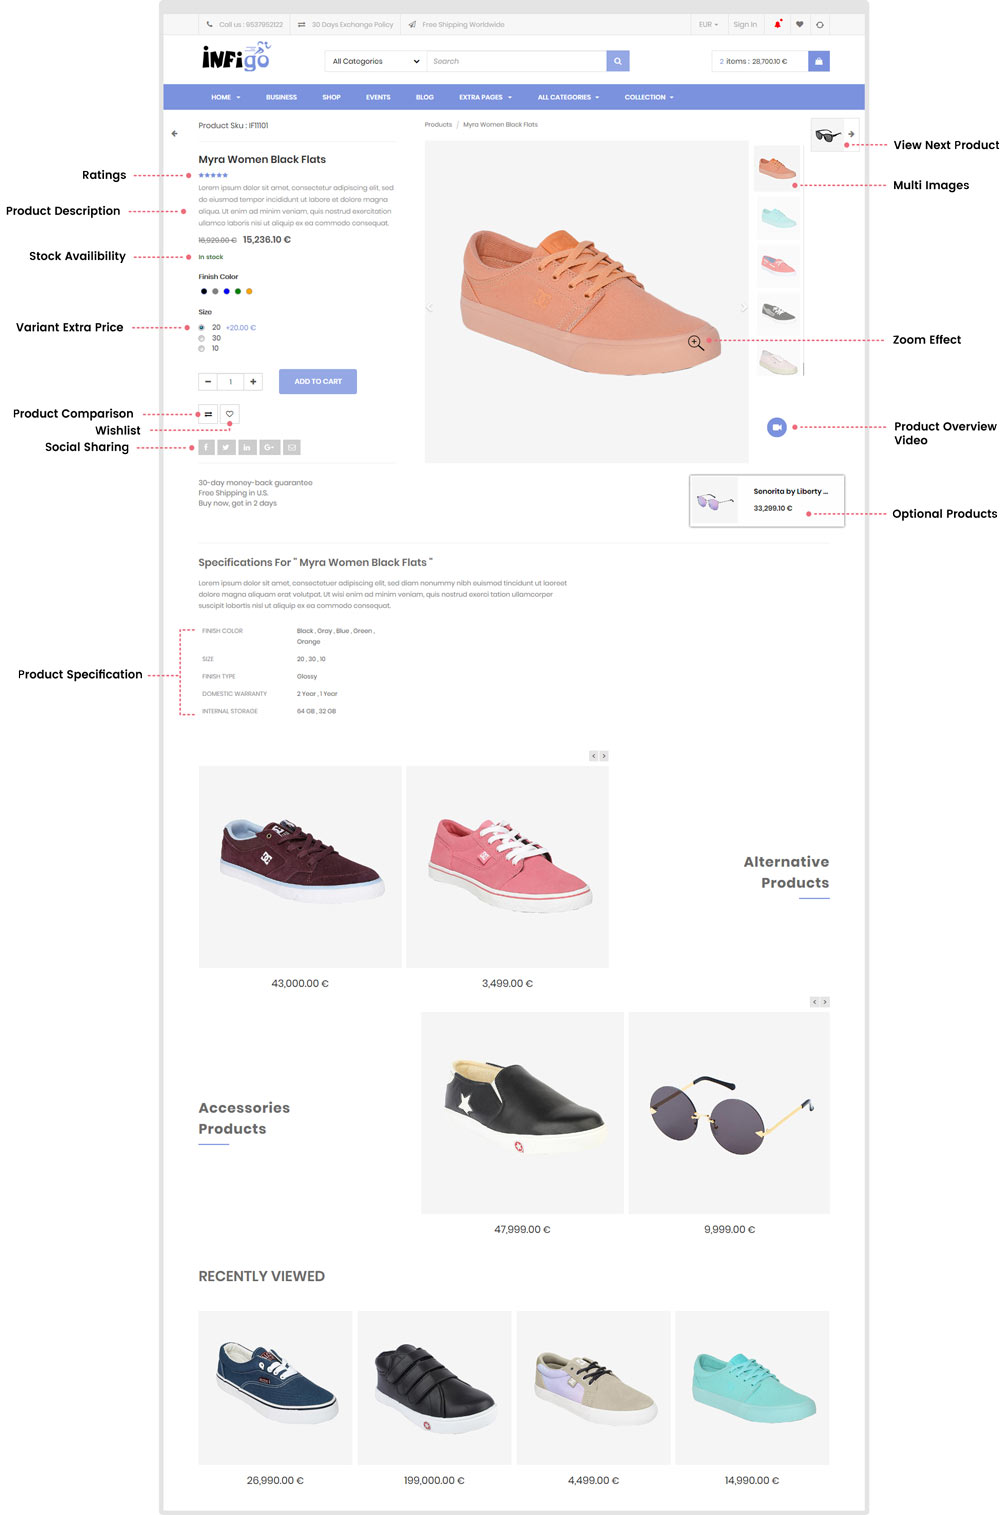 Call us : 9537952122
30 Days Exchange Policy
Free Shipping Worldwide
EUR
Sign In
iNFigo
All Categories
Search
2 items : 28,700.10 €
HOME
BUSINESS
SHOP
EVENTS
BLOG
EXTRA PAGES
ALL CATEGORIES
COLLECTION
Product Sku : IF11101
Products / Myra Women Black Flats
View Next Product
Multi Images
Myra Women Black Flats
Ratings
Lorem ipsum dolor sit amet, consectetur adipiscing elit, sed
do eiusmod tempor incididunt ut labore et dolore magna
aliqua. Ut enim ad minim veniam, quis nostrud exercitation
ullamco laboris nisi ut aliquip ex ea commodo consequat.
Product Description
16,929.00 € 15,236.10 €
In stock
Stock Availibility
Finish Color
Size
20 +20.00 €
30
10
Variant Extra Price
Zoom Effect
- 1 +
ADD TO CART
Product Comparison
Wishlist
Social Sharing
Product Overview
Video
30-day money-back guarantee
Free Shipping in U.S.
Buy now, get in 2 days
Senorita by Liberty ...
33,299.10 €
Optional Products
Specifications For " Myra Women Black Flats "
Lorem ipsum dolor sit amet, consectetuer adipiscing elit, sed diam nonummy nibh euismod tincidunt ut laoreet
dolore magna aliquam erat volutpat. Ut wisi enim ad minim veniam, quis nostrud exerci tation ullamcorper
suscipit lobortis nisl ut aliquip ex ea commodo consequat.
FINISH COLOR Black , Gray , Blue , Green ,
Orange
SIZE 20 , 30 , 10
FINISH TYPE Glossy
DOMESTIC WARRANTY 2 Year , 1 Year
INTERNAL STORAGE 64 GB , 32 GB
Product Specification
Alternative
Products
43,000.00 €
3,499.00 €
Accessories
Products
47,999.00 €
9,999.00 €
RECENTLY VIEWED
26,990.00 €
199,000.00 €
4,499.00 €
14,990.00 €